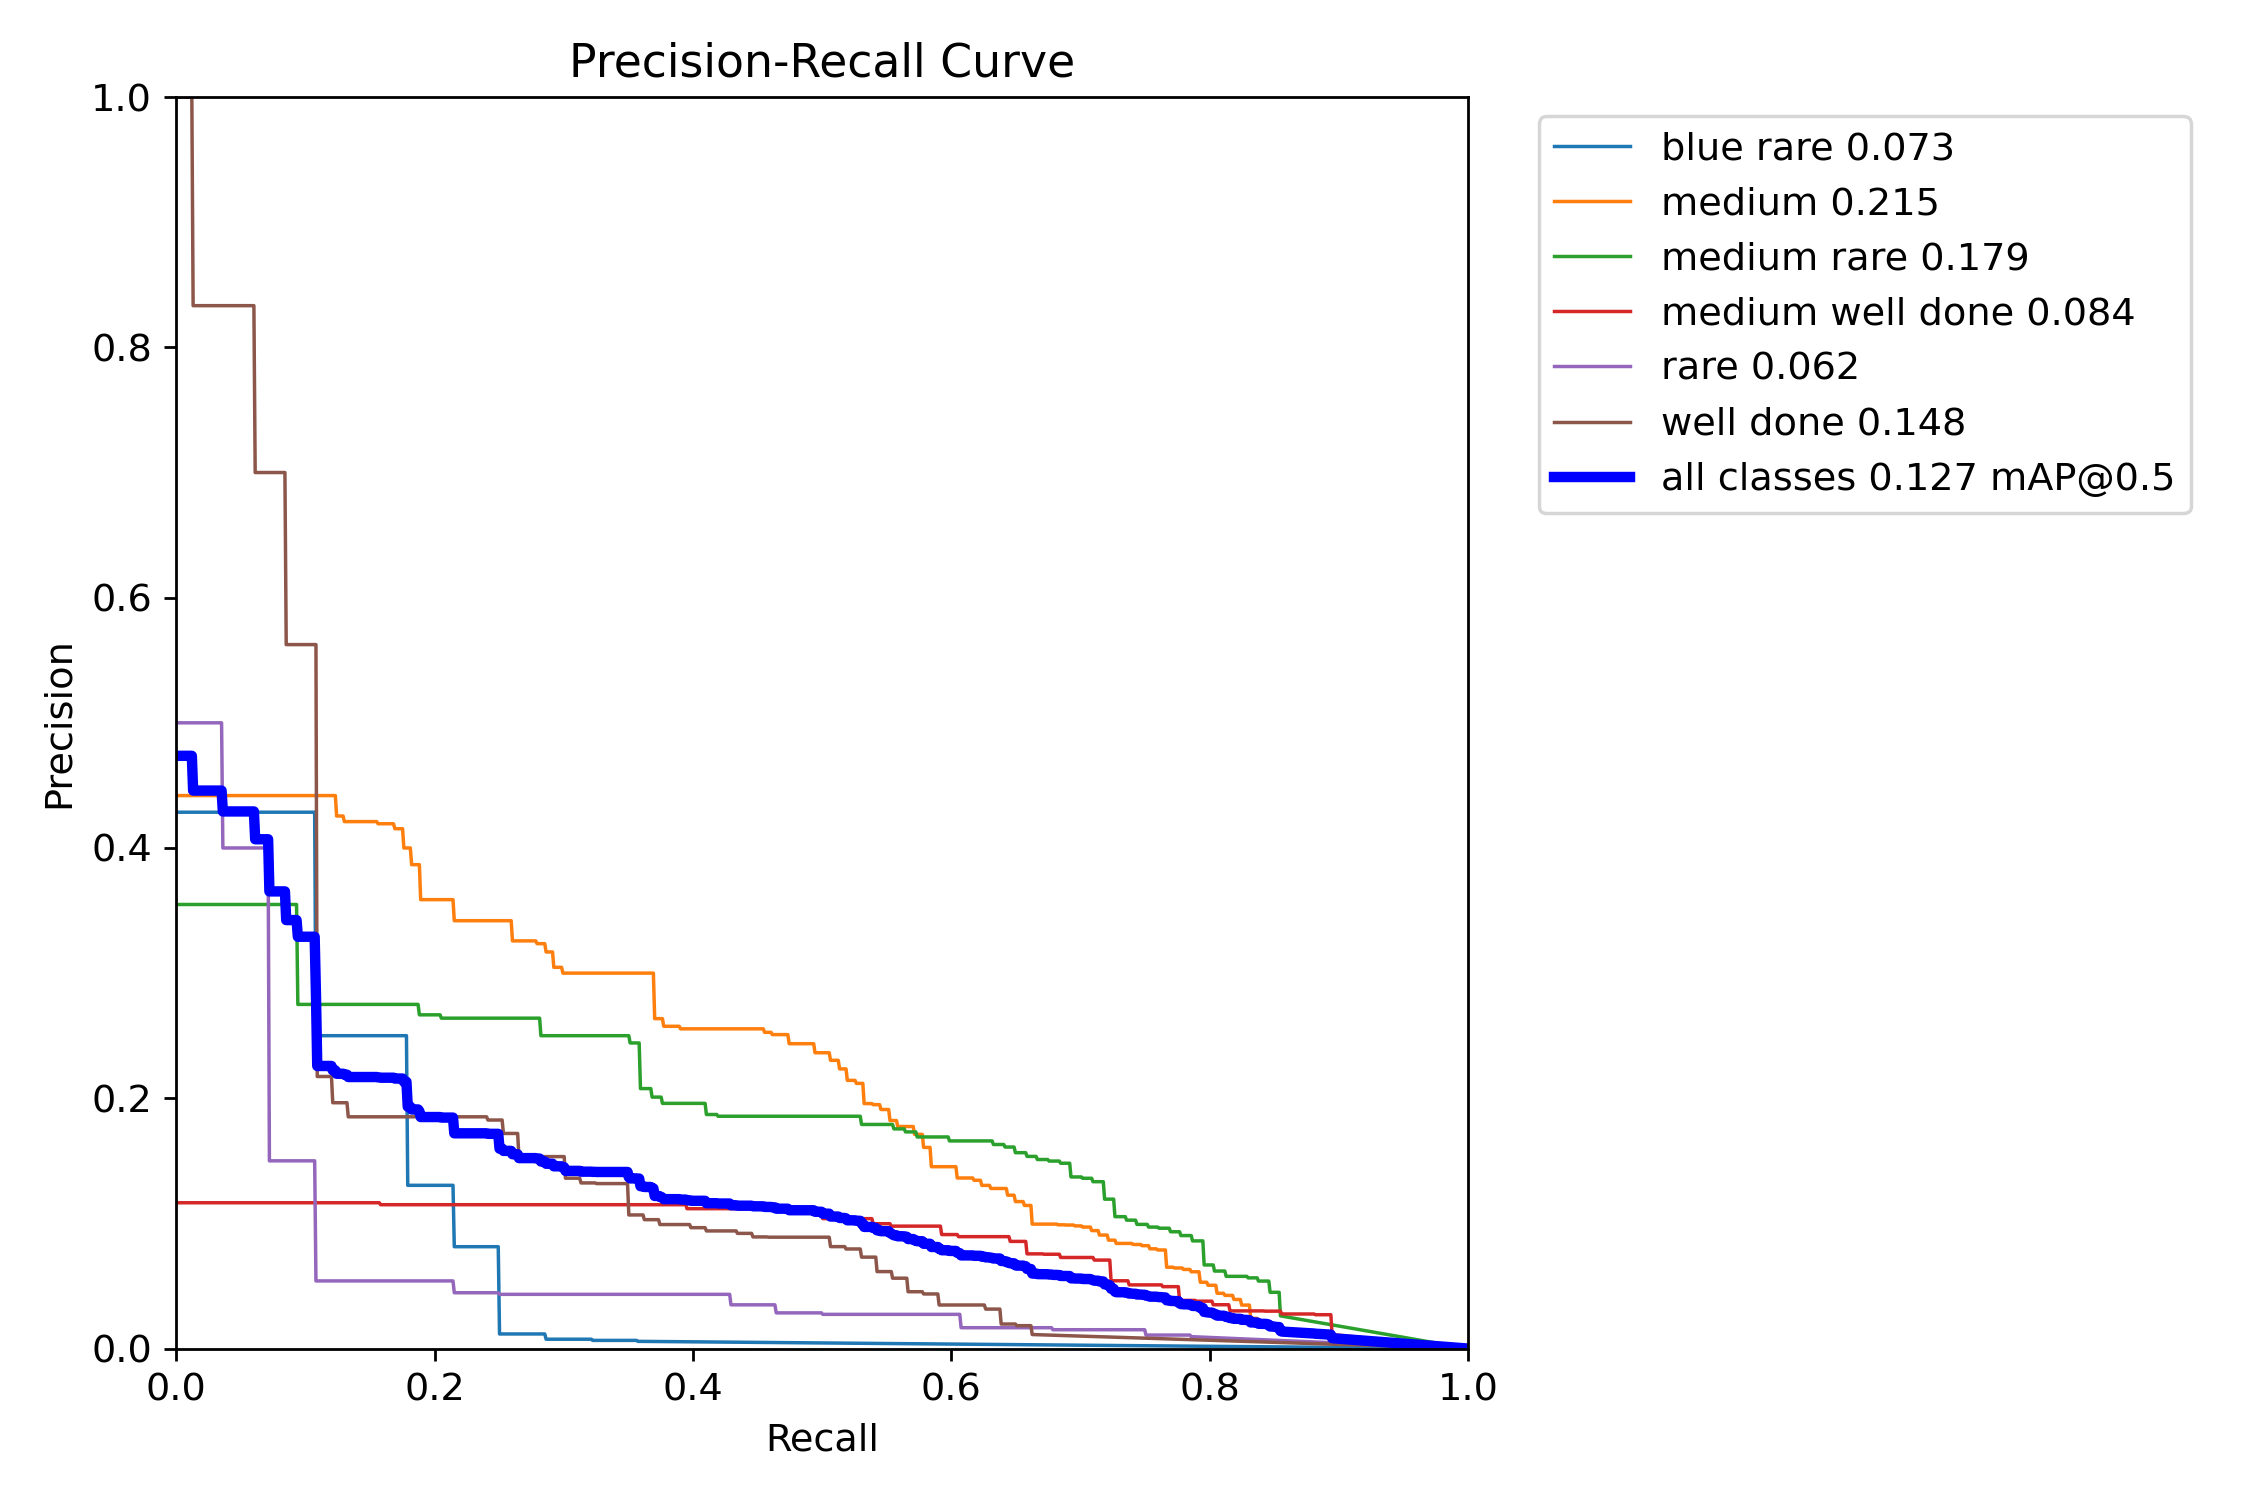 Precision-Recall Curve
1.0
0.8
0.6
0.4
0.2
0.0
Precision
0.0 0.2 0.4 0.6 0.8 1.0
Recall
blue rare 0.073
medium 0.215
medium rare 0.179
medium well done 0.084
rare 0.062
well done 0.148
all classes 0.127 mAP@0.5